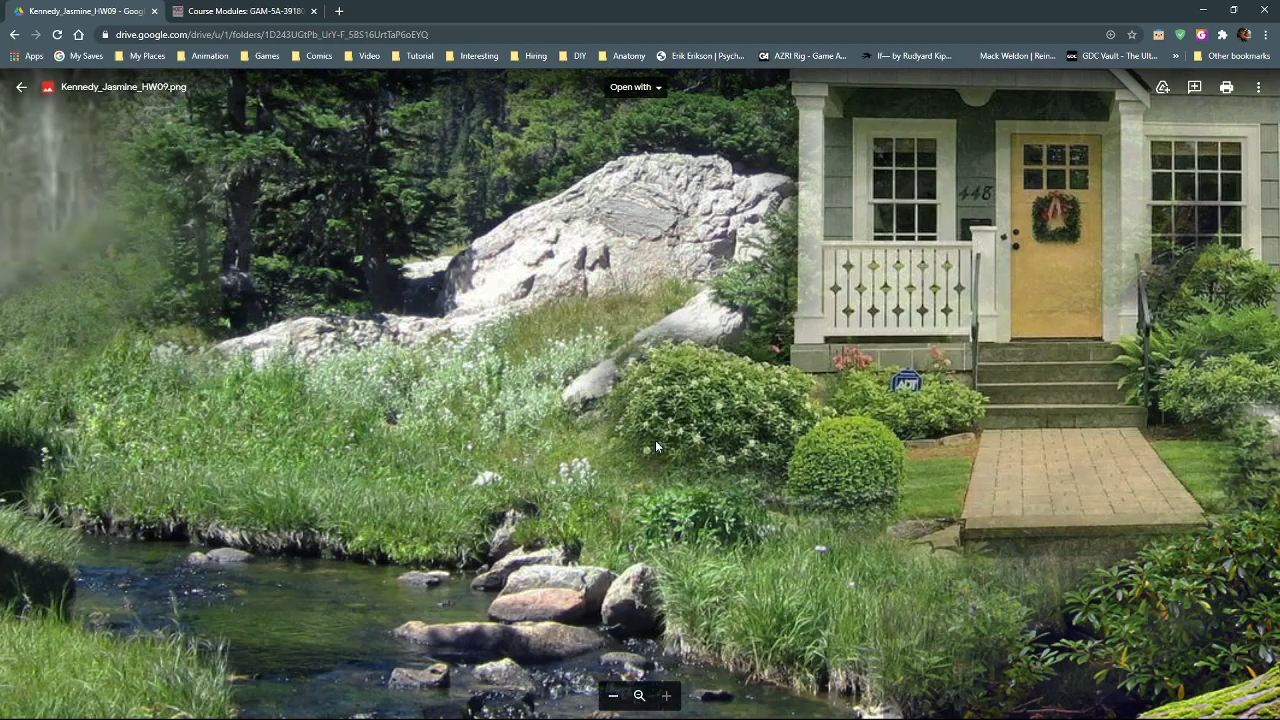 Kennedy_Jasmine_HW09 - Googl
Course Modules: GAM-5A-39180
drive.google.com/drive/u/1/folders/1D243UGtPb_UrY-F_5BS16UrtTaP6oEYQ
Apps My Saves My Places Animation Games Comics Video Tutorial Interesting Hiring DIY Anatomy Erik Erikson | Psych... AZRI Rig - Game A... If— by Rudyard Kip... Mack Weldon | Rein... GDC Vault - The Ult... » Other bookmarks
Kennedy_Jasmine_HW09.png
Open with
448
ADT